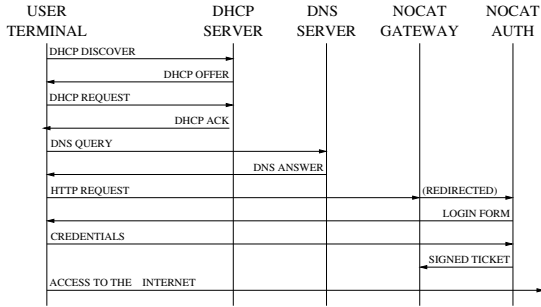 USER TERMINAL
DHCP SERVER
DNS SERVER
NOCAT GATEWAY
NOCAT AUTH
DHCP DISCOVER
DHCP OFFER
DHCP REQUEST
DHCP ACK
DNS QUERY
DNS ANSWER
HTTP REQUEST
(REDIRECTED)
LOGIN FORM
CREDENTIALS
SIGNED TICKET
ACCESS TO THE INTERNET